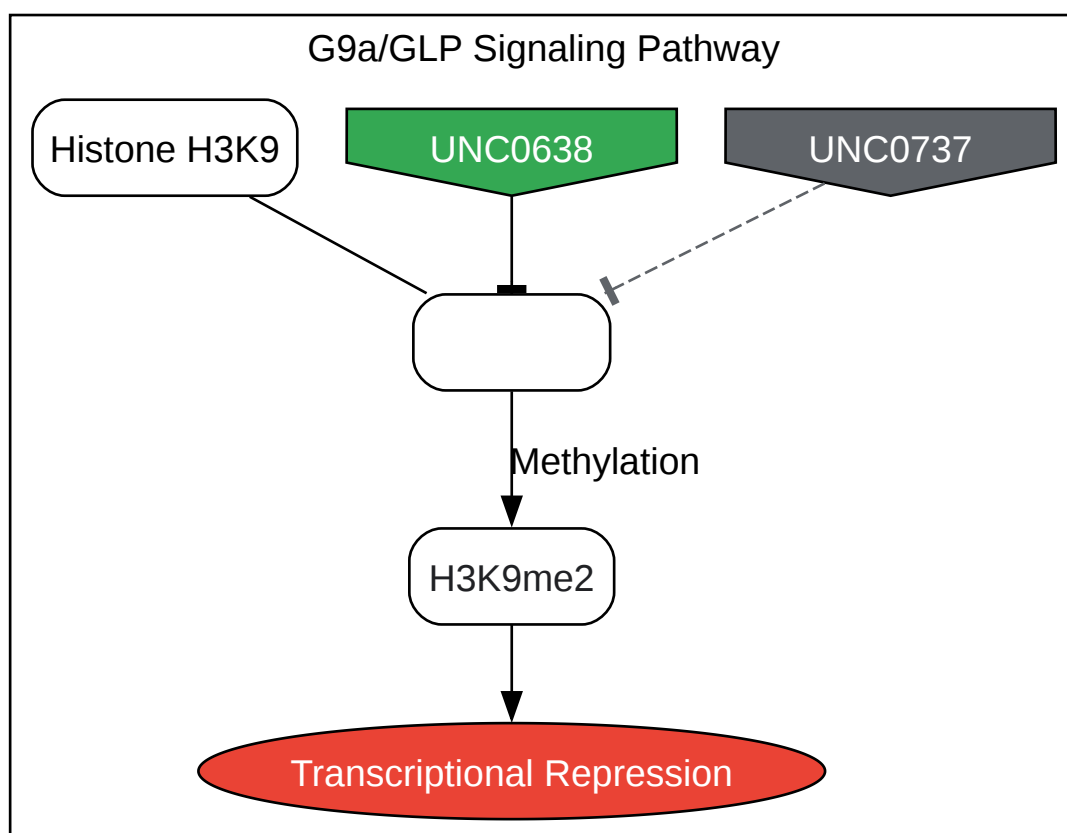 G9a/GLP Signaling Pathway
Histone H3K9
UNC0638
UNC0737
Methylation
H3K9me2
Transcriptional Repression